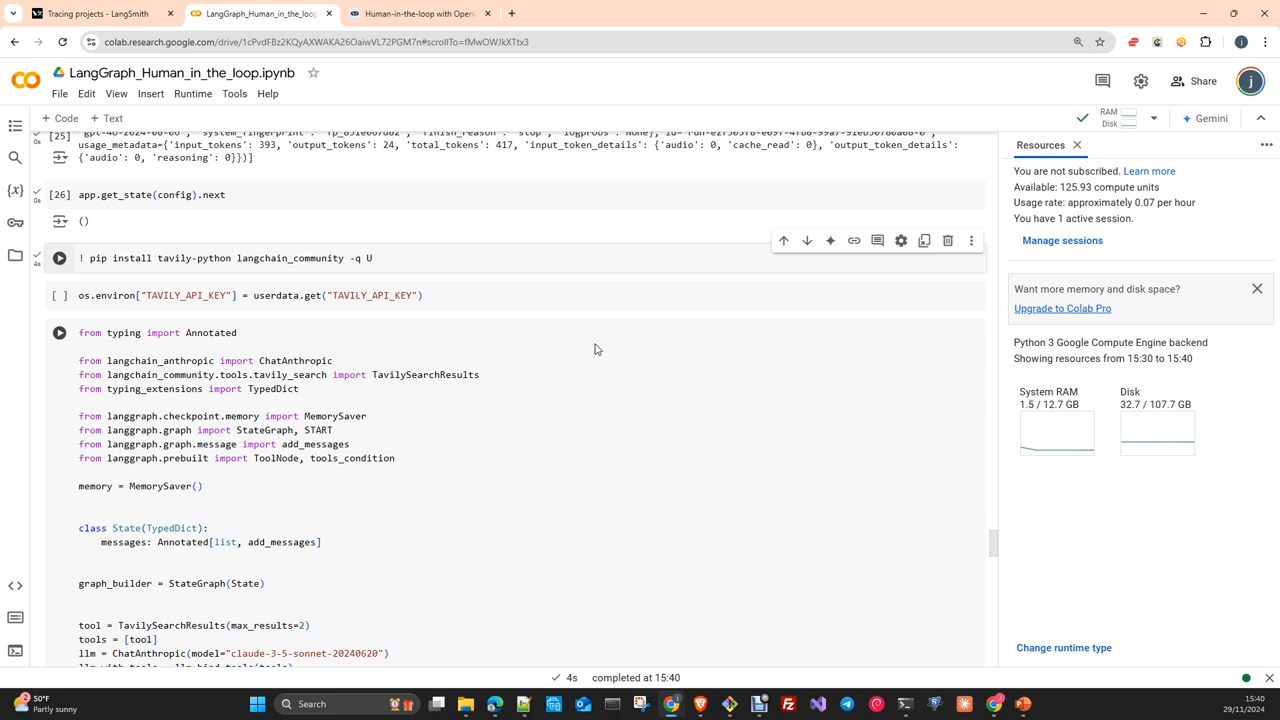 Tracing projects - LangSmith
LangGraph_Human_in_the_loop
Human-in-the-loop with Open
colab.research.google.com/drive/1cPvdFBz2KQyAXWAKA26OaiwVL72PGM7n#scrollTo=fMwOWJkXTtx3
LangGraph_Human_in_the_loop.ipynb
Share
File Edit View Insert Runtime Tools Help
+ Code + Text
RAM
Disk
Gemini
[25]
0s
usage_metadata={'input_tokens': 393, 'output_tokens': 24, 'total_tokens': 417, 'input_token_details': {'audio': 0, 'cache_read': 0}, 'output_token_details':
{'audio': 0, 'reasoning': 0}})]
[26] app.get_state(config).next
0s
()
! pip install tavily-python langchain_community -q U
4s
[ ] os.environ["TAVILY_API_KEY"] = userdata.get("TAVILY_API_KEY")
from typing import Annotated
from langchain_anthropic import ChatAnthropic
from langchain_community.tools.tavily_search import TavilySearchResults
from typing_extensions import TypedDict
from langgraph.checkpoint.memory import MemorySaver
from langgraph.graph import StateGraph, START
from langgraph.graph.message import add_messages
from langgraph.prebuilt import ToolNode, tools_condition
memory = MemorySaver()
class State(TypedDict):
messages: Annotated[list, add_messages]
graph_builder = StateGraph(State)
tool = TavilySearchResults(max_results=2)
tools = [tool]
llm = ChatAnthropic(model="claude-3-5-sonnet-20240620")
Resources
You are not subscribed. Learn more
Available: 125.93 compute units
Usage rate: approximately 0.07 per hour
You have 1 active session.
Manage sessions
Want more memory and disk space?
Upgrade to Colab Pro
Python 3 Google Compute Engine backend
Showing resources from 15:30 to 15:40
System RAM
1.5 / 12.7 GB
Disk
32.7 / 107.7 GB
Change runtime type
4s completed at 15:40
50°F
Partly sunny
Search
15:40
29/11/2024